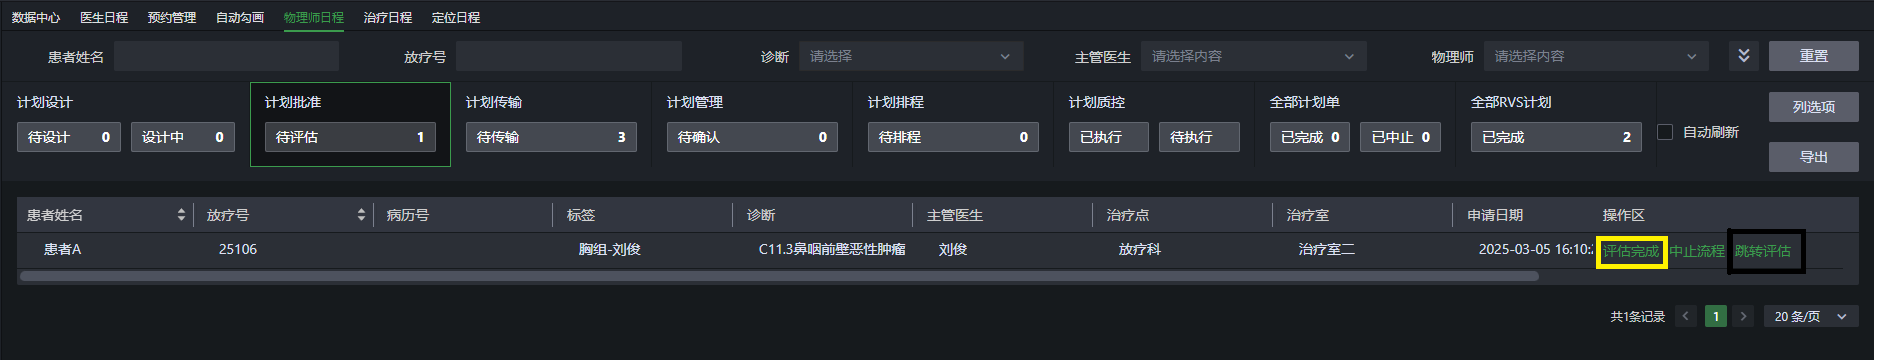 数据中心 医生日程 预约管理 自动勾画 物理师日程 治疗日程 定位日程
患者姓名 放疗号 诊断 请选择 主管医生 请选择内容 物理师 请选择内容 重置
计划设计 计划批准 计划传输 计划管理 计划排程 计划质控 全部计划单 全部RVS计划 列选项
待设计 0 设计中 0 待评估 1 待传输 3 待确认 0 待排程 0 已执行 待执行 已完成 0 已中止 0 已完成 2 自动刷新
导出
患者姓名 放疗号 病历号 标签 诊断 主管医生 治疗点 治疗室 申请日期 操作区
患者A 25106 胸组-刘俊 C11.3鼻咽前壁恶性肿瘤 刘俊 放疗科 治疗室二 2025-03-05 16:10: 评估完成 中止流程 跳转评估
共1条记录 1 20 条/页